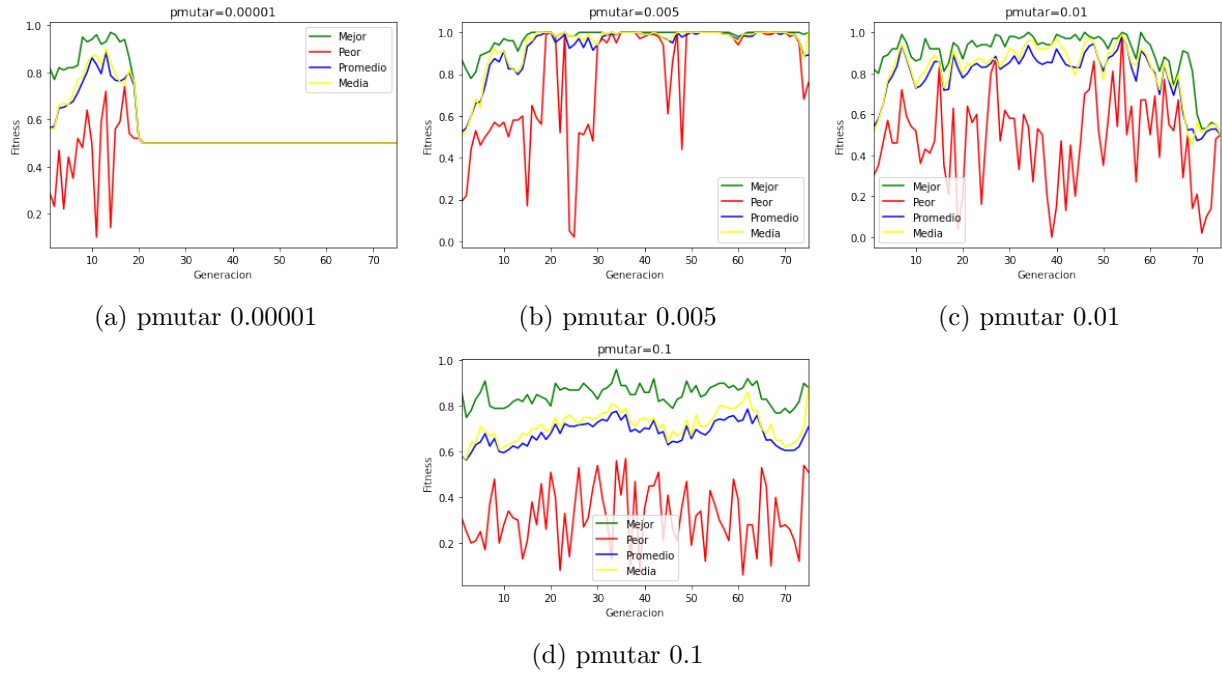 pmutar=0.00001
Fitness
1.0
0.8
0.6
0.4
0.2
Mejor
Peor
Promedio
Media
10 20 30 40 50 60 70
Generacion
(a) pmutar 0.00001
pmutar=0.005
Fitness
1.0
0.8
0.6
0.4
0.2
0.0
Mejor
Peor
Promedio
Media
10 20 30 40 50 60 70
Generacion
(b) pmutar 0.005
pmutar=0.01
Fitness
1.0
0.8
0.6
0.4
0.2
0.0
Mejor
Peor
Promedio
Media
10 20 30 40 50 60 70
Generacion
(c) pmutar 0.01
pmutar=0.1
Fitness
1.0
0.8
0.6
0.4
0.2
Mejor
Peor
Promedio
Media
10 20 30 40 50 60 70
Generacion
(d) pmutar 0.1